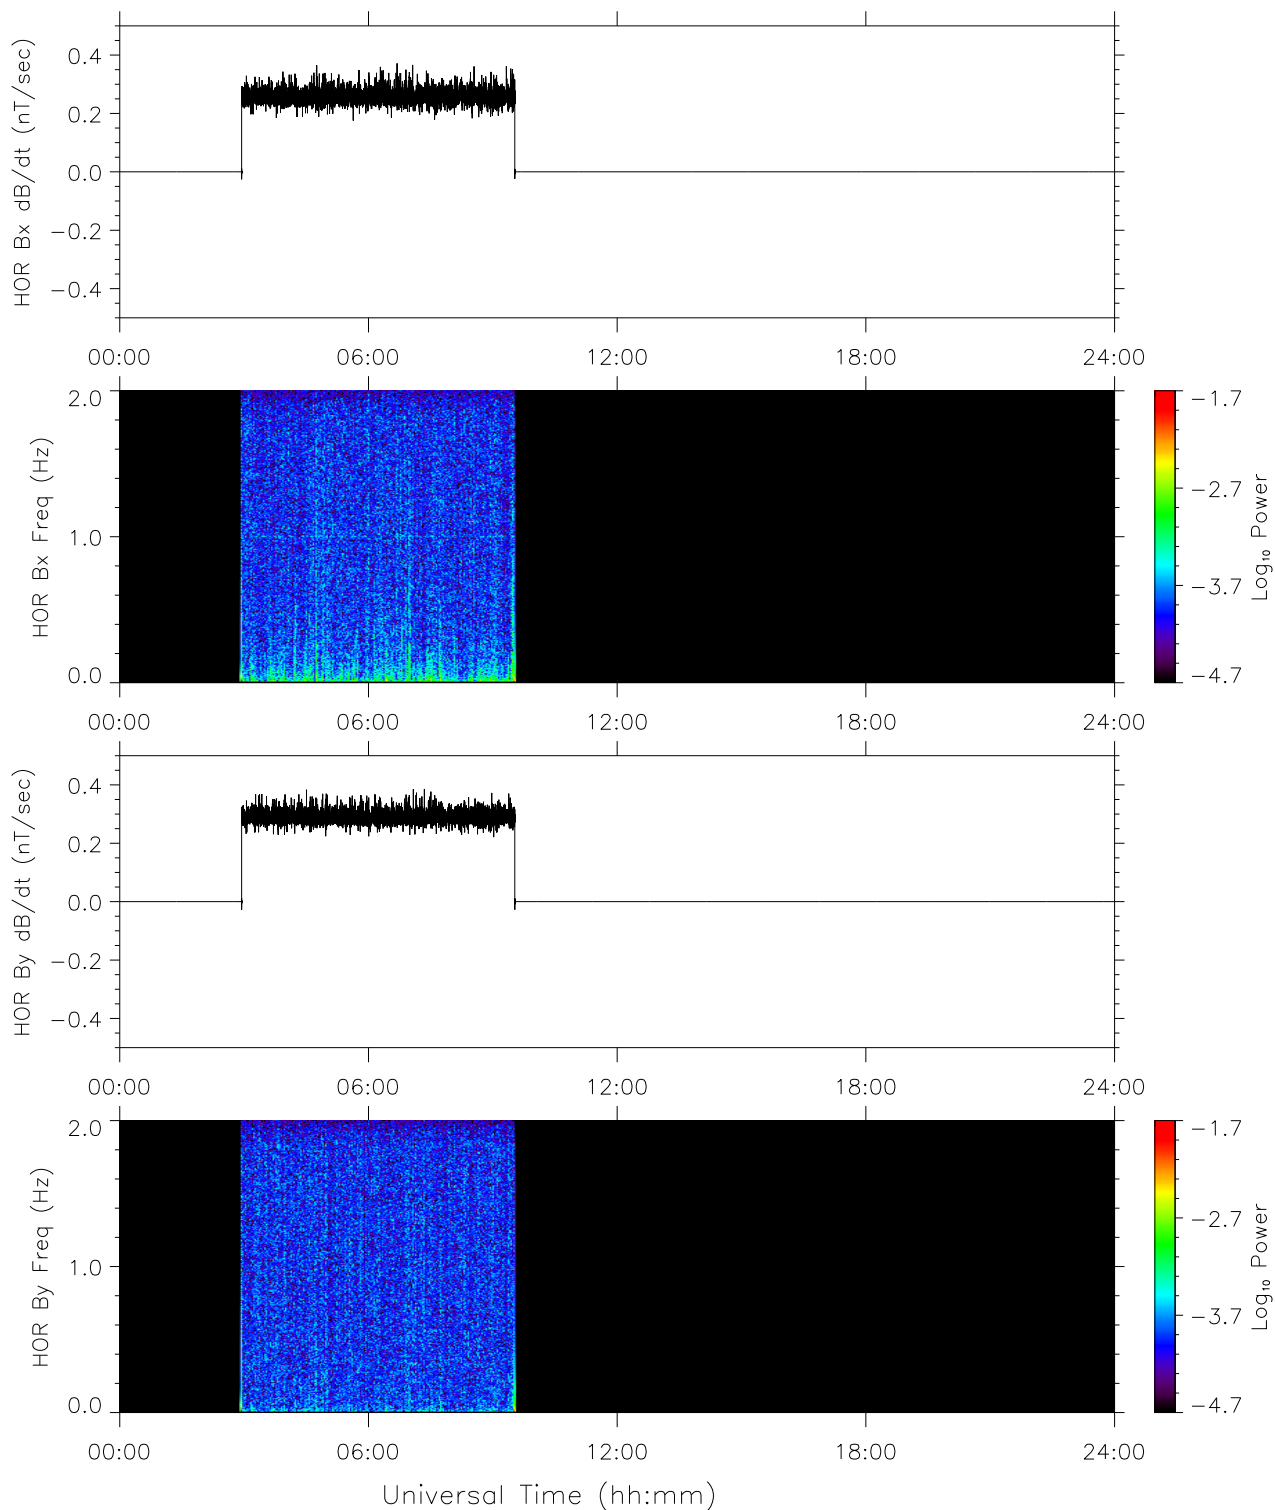 HOR Bx dB/dt (nT/sec)
0.4
0.2
0.0
−0.2
−0.4
00:00 06:00 12:00 18:00 24:00
HOR Bx Freq (Hz)
2.0
1.0
0.0
−1.7
−2.7
−3.7
−4.7
Log₁₀ Power
00:00 06:00 12:00 18:00 24:00
HOR By dB/dt (nT/sec)
0.4
0.2
0.0
−0.2
−0.4
00:00 06:00 12:00 18:00 24:00
HOR By Freq (Hz)
2.0
1.0
0.0
−1.7
−2.7
−3.7
−4.7
Log₁₀ Power
00:00 06:00 12:00 18:00 24:00
Universal Time (hh:mm)